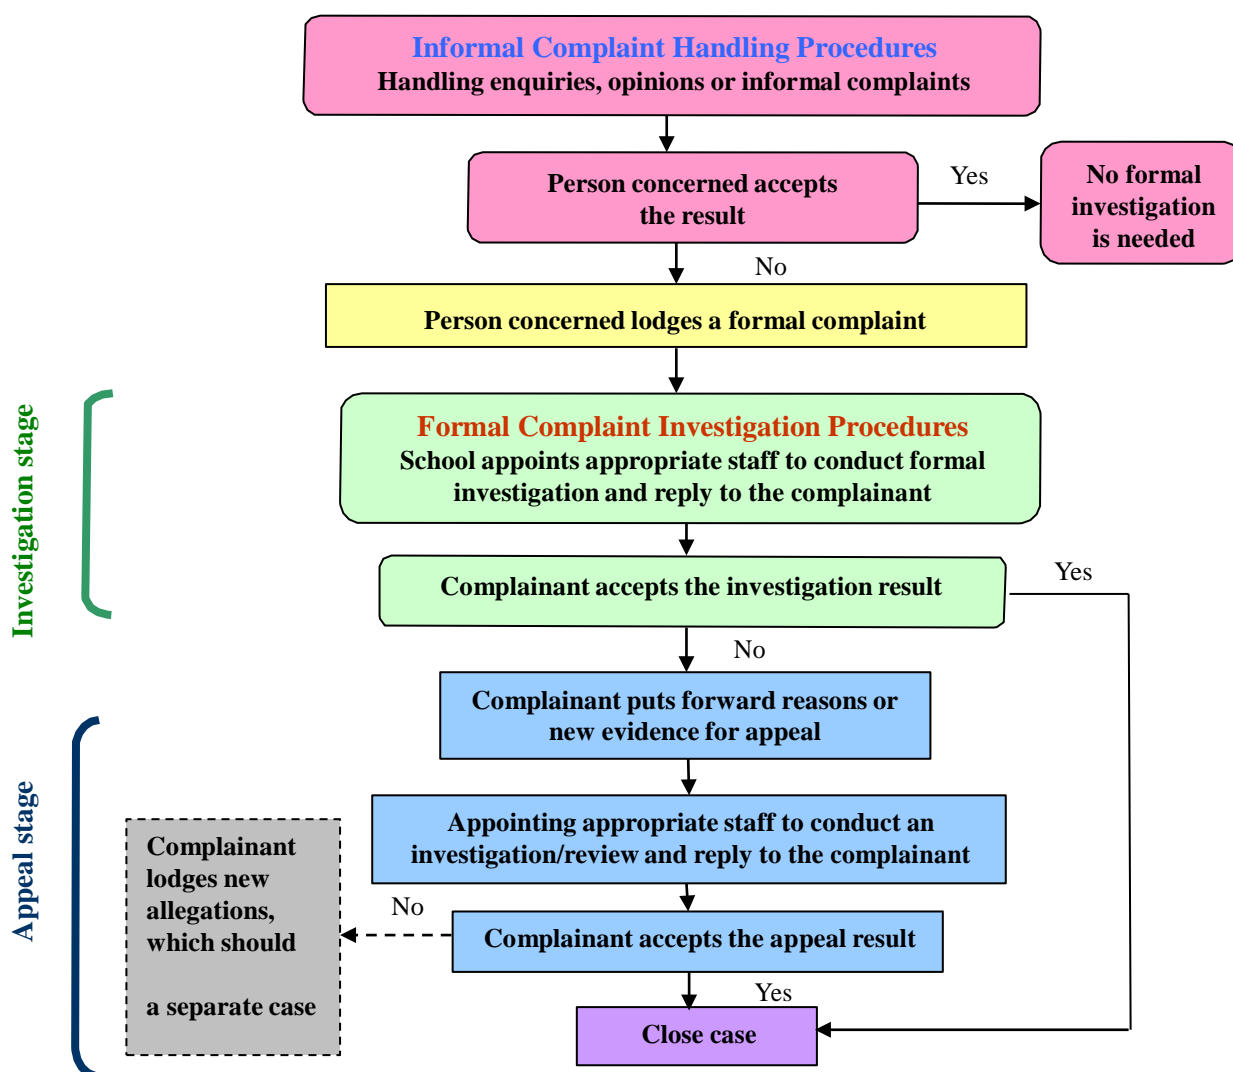 Informal Complaint Handling Procedures
Handling enquiries, opinions or informal complaints
Person concerned accepts
the result
Yes
No formal
investigation
is needed
No
Person concerned lodges a formal complaint
Investigation stage
Formal Complaint Investigation Procedures
School appoints appropriate staff to conduct formal
investigation and reply to the complainant
Complainant accepts the investigation result
Yes
No
Complainant puts forward reasons or
new evidence for appeal
Appeal stage
Appointing appropriate staff to conduct an
investigation/review and reply to the complainant
Complainant
lodges new
allegations,
which should
a separate case
No
Complainant accepts the appeal result
Yes
Close case